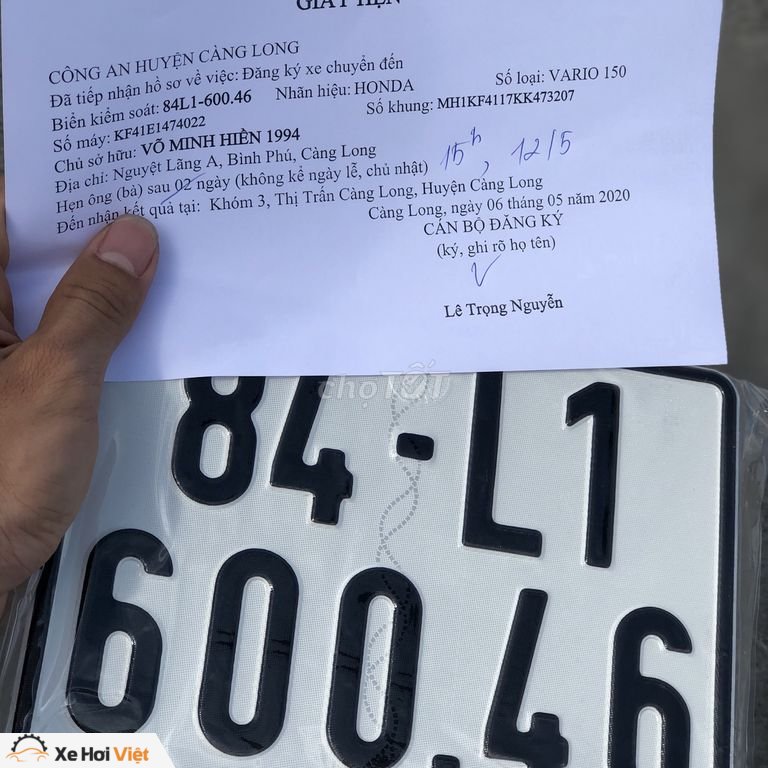 GIẤY HẸN
CÔNG AN HUYỆN CÀNG LONG
Đã tiếp nhận hồ sơ về việc: Đăng ký xe chuyển đến
Biển kiểm soát: 84L1-600.46 Nhãn hiệu: HONDA Số loại: VARIO 150
Số máy: KF41E1474022 Số khung: MH1KF4117KK473207
Chủ sở hữu: VÕ MINH HIỀN 1994
Địa chỉ: Nguyệt Lãng A, Bình Phú, Càng Long
Hẹn ông (bà) sau 02 ngày (không kể ngày lễ, chủ nhật) 15h, 12/5
Đến nhận kết quả tại: Khóm 3, Thị Trấn Càng Long, Huyện Càng Long
Càng Long, ngày 06 tháng 05 năm 2020
CÁN BỘ ĐĂNG KÝ
(ký, ghi rõ họ tên)
Lê Trọng Nguyễn
chợTỐT
84-L1
600.46
Xe Hơi Việt